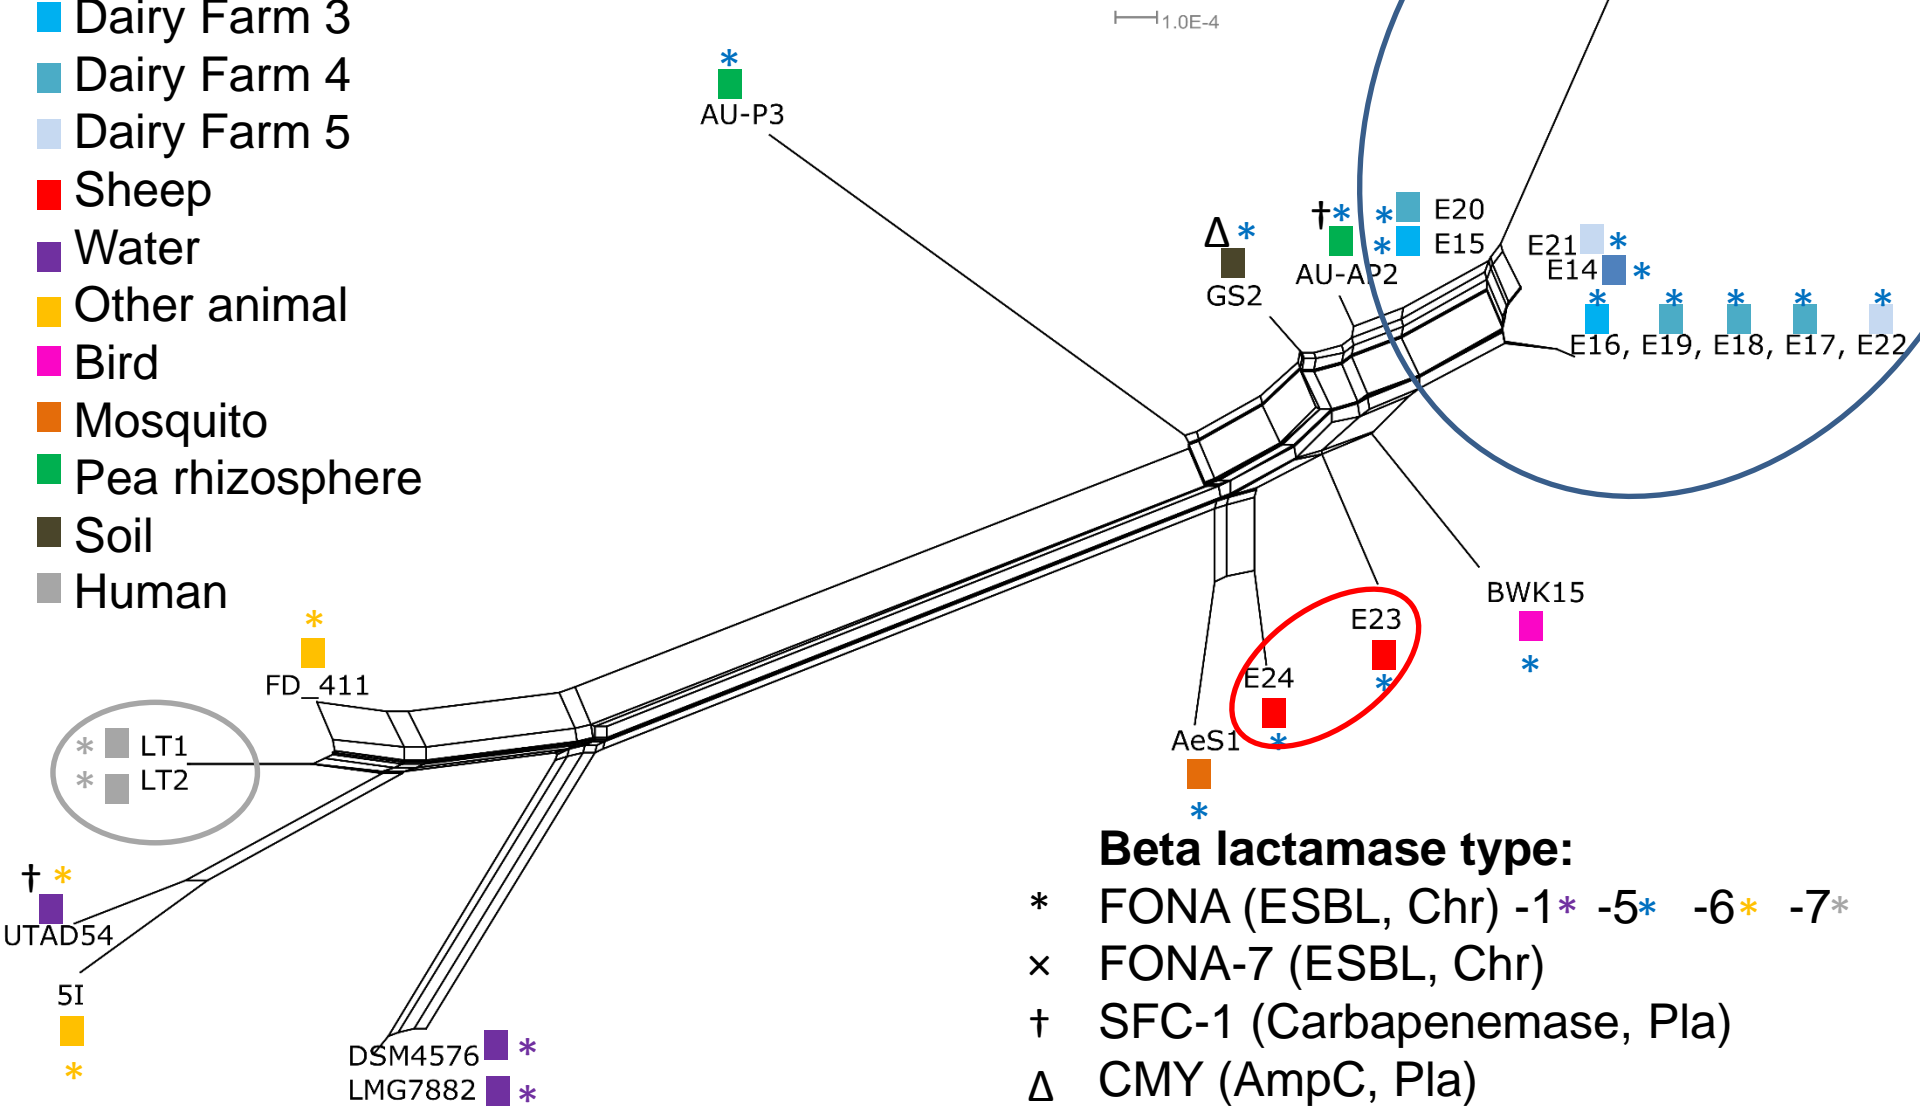 Dairy Farm 3
Dairy Farm 4
Dairy Farm 5
Sheep
Water
Other animal
Bird
Mosquito
Pea rhizosphere
Soil
Human
1.0E-4
*
AU-P3
Δ *
GS2
†*
AU-AP2
* E20
* E15
E21 *
E14 *
* * * * *
E16, E19, E18, E17, E22
BWK15
*
E23
*
E24
*
AeS1
*
*
FD_411
* LT1
* LT2
† *
UTAD54
5I
*
DSM4576 *
LMG7882 *
Beta lactamase type:
* FONA (ESBL, Chr) -1* -5* -6* -7*
× FONA-7 (ESBL, Chr)
† SFC-1 (Carbapenemase, Pla)
Δ CMY (AmpC, Pla)